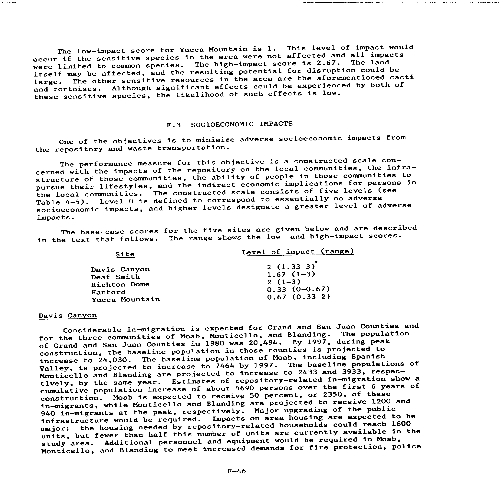 The low-impact score for Yucca Mountain is 1. This level of impact would
occur if the sensitive species in the area were not affected and all impacts
were limited to common species. The high-impact score is 2.67. The land
itself may be affected, and the resulting potential for disruption could be
large. The other sensitive resources in the area are the aforementioned cacti
and tortoises. Although significant effects could be experienced by both of
these sensitive species, the likelihood of such effects is low.
SOCIOECONOMIC IMPACTS
One of the objectives is to minimize adverse socioeconomic impacts from
the repository and waste transportation.
The performance measure for this objective is a constructed scale con-
cerned with the impacts of the repository on the local communities, the infra-
structure of those communities, the ability of people in those communities to
pursue their lifestyles, and the indirect economic implications for persons in
the local communities. The constructed scale consists of five levels (see
Table 4-5). Level 0 is defined to correspond to essentially no adverse
socioeconomic impacts, and higher levels designate a greater level of adverse
impacts.
The base-case scores for the five sites are given below and are described
in the text that follows. The range shows the low- and high-impact scores.
Site Level of impact (range)
Davis Canyon 2 (1.33-3)
Deaf Smith 1.67 (1-3)
Richton Dome 2 (1-3)
Hanford 0.33 (0-0.67)
Yucca Mountain 0.67 (0.33-2)
Davis Canyon
Considerable in-migration is expected for Grand and San Juan Counties and
for the three communities of Moab, Monticello, and Blanding. The population
of Grand and San Juan Counties in 1980 was 20,494. By 1997, during peak
construction, the baseline population in those counties is projected to
increase to 24,030. The baseline population of Moab, including Spanish
Valley, is projected to increase to 7464 by 1997. The baseline populations of
Monticello and Blanding are projected to increase to 2435 and 3933, respec-
tively, by the same year. Estimates of repository-related in-migration show a
cumulative population increase of about 4690 persons over the first 6 years of
construction. Moab is expected to receive 50 percent, or 2350, of these
in-migrants, while Monticello and Blanding are projected to receive 1200 and
940 in-migrants at the peak, respectively. Major upgrading of the public
infrastructure would be required. Impacts on area housing are expected to be
major: the housing needed by repository-related households could reach 1600
units, but fewer than half this number of units are currently available in the
study area. Additional personnel and equipment would be required in Moab,
Monticello, and Blanding to meet increased demands for fire protection, police